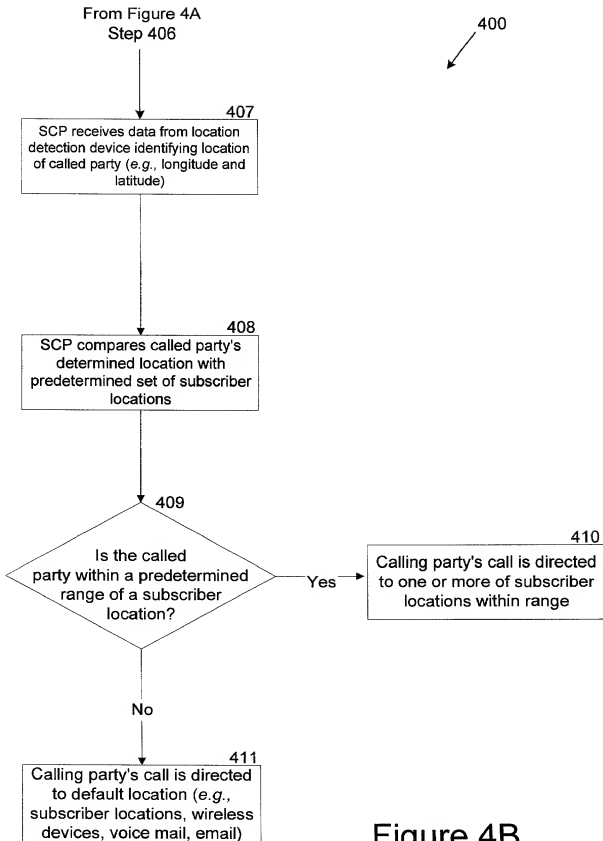 From Figure 4A
Step 406
400
407
SCP receives data from location
detection device identifying location
of called party (e.g., longitude and
latitude)
408
SCP compares called party's
determined location with
predetermined set of subscriber
locations
409
Is the called
party within a predetermined
range of a subscriber
location?
Yes
410
Calling party's call is directed
to one or more of subscriber
locations within range
No
411
Calling party's call is directed
to default location (e.g.,
subscriber locations, wireless
devices, voice mail, email)
Figure 4B